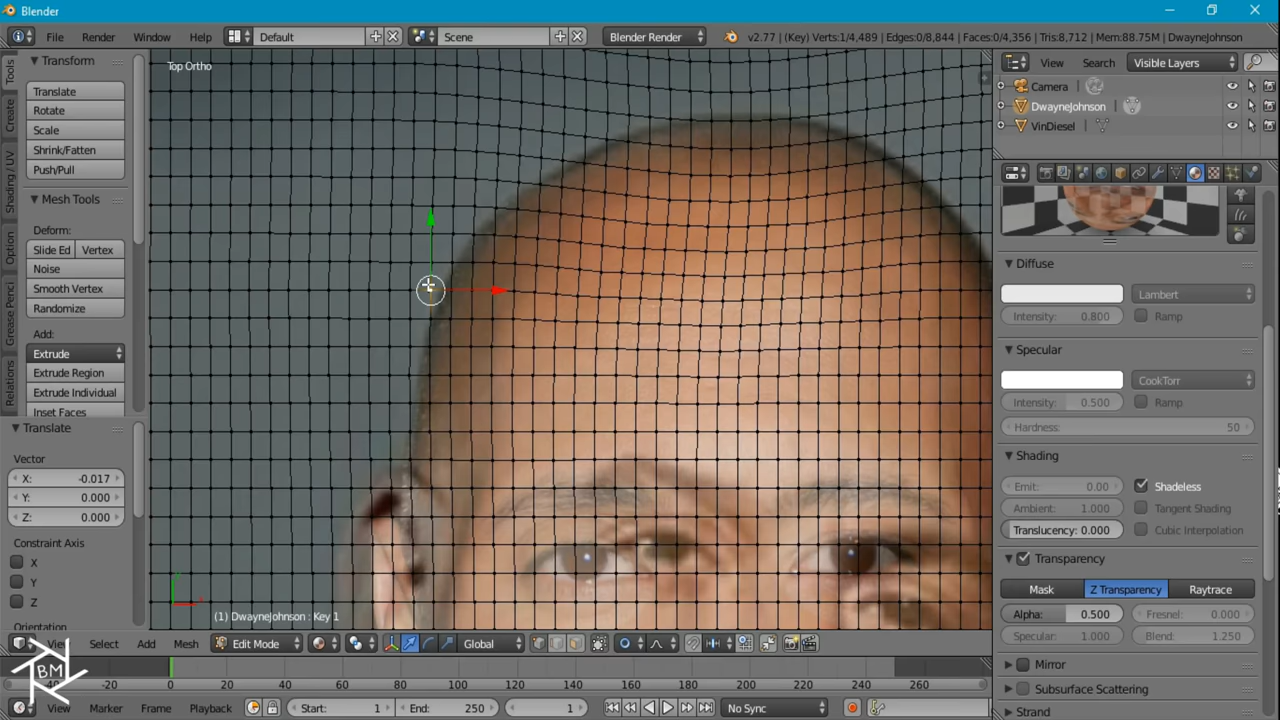 Blender
File Render Window Help Default Scene Blender Render v2.77 | (Key) Verts:1/4,489 | Edges:0/8,844 | Faces:0/4,356 | Tris:8,712 | Mem:88.75M | DwayneJohnson
Tools
Create
Shading / UV
Option
Grease Penci
Relations
Transform
Translate
Rotate
Scale
Shrink/Fatten
Push/Pull
Mesh Tools
Deform:
Slide Ed Vertex
Noise
Smooth Vertex
Randomize
Add:
Extrude
Extrude Region
Extrude Individual
Inset Faces
Translate
Vector
X: -0.017
Y: 0.000
Z: 0.000
Constraint Axis
X
Y
Z
Orientation
Top Ortho
(1) DwayneJohnson : Key 1
View Search Visible Layers
Camera
DwayneJohnson
VinDiesel
Diffuse
Lambert
Intensity: 0.800 Ramp
Specular
CookTorr
Intensity: 0.500 Ramp
Hardness: 50
Shading
Emit: 0.00 Shadeless
Ambient: 1.000 Tangent Shading
Translucency: 0.000 Cubic Interpolation
Transparency
Mask Z Transparency Raytrace
Alpha: 0.500 Fresnel: 0.000
Specular: 1.000 Blend: 1.250
Mirror
Subsurface Scattering
Strand
Select Add Mesh Edit Mode Global
-20 0 20 40 60 80 100 120 140 160 180 200 220 240 260
View Marker Frame Playback Start: 1 End: 250 1 No Sync
BM